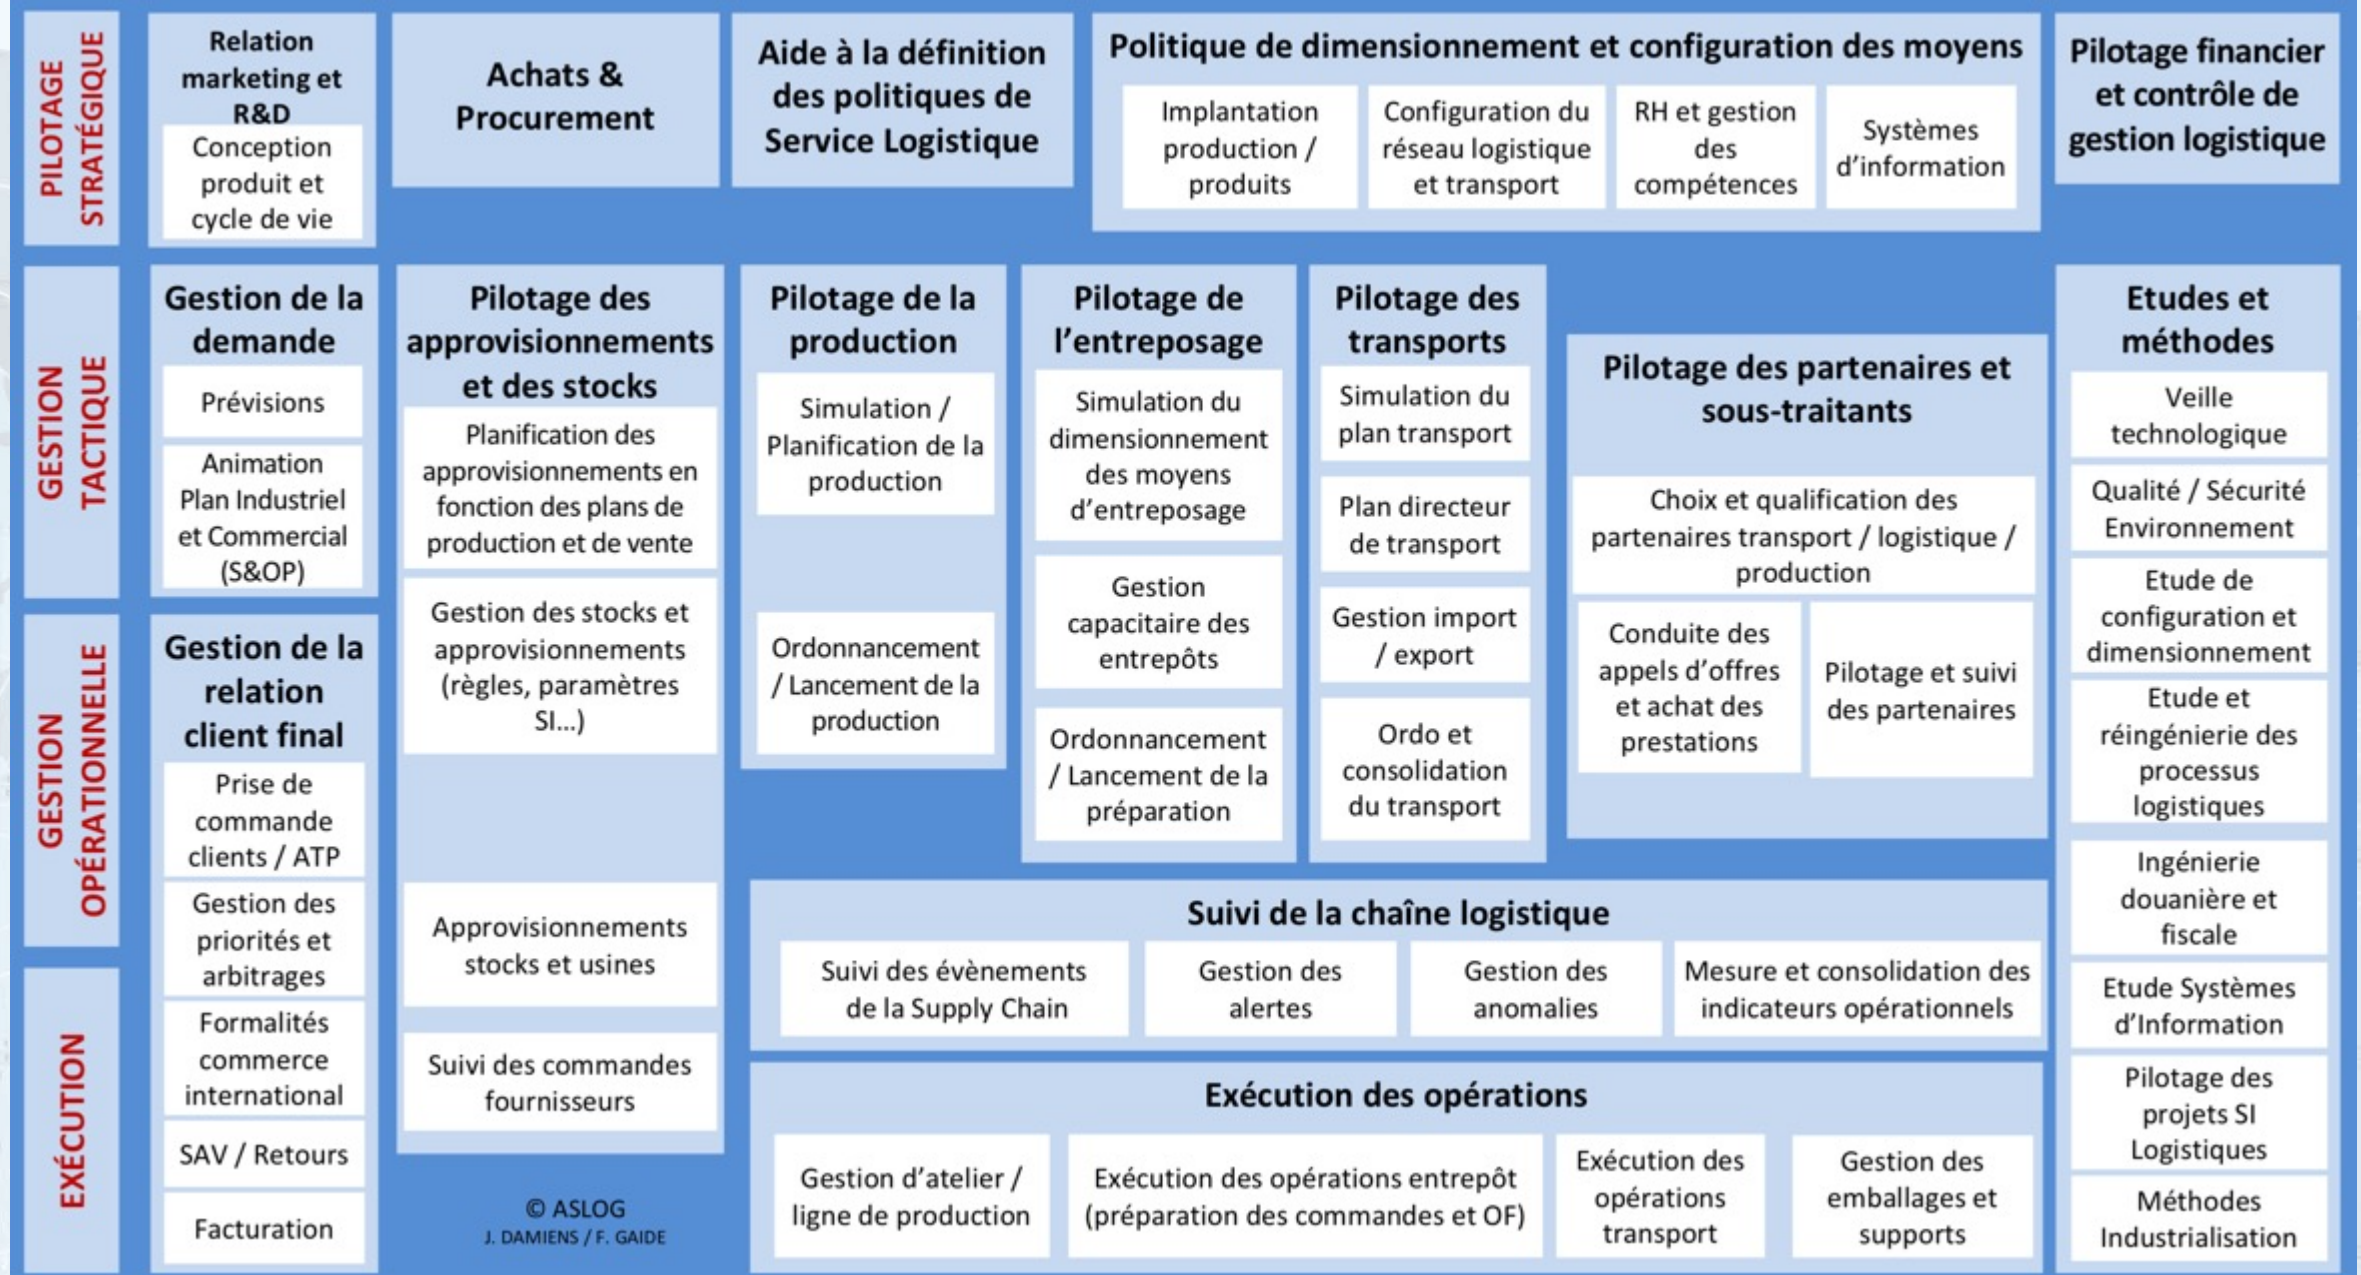 PILOTAGE
STRATÉGIQUE
Relation
marketing et
R&D
Conception
produit et
cycle de vie
Achats &
Procurement
Aide à la définition
des politiques de
Service Logistique
Politique de dimensionnement et configuration des moyens
Implantation
production /
produits
Configuration du
réseau logistique
et transport
RH et gestion
des
compétences
Systèmes
d’information
Pilotage financier
et contrôle de
gestion logistique
GESTION
TACTIQUE
Gestion de la
demande
Prévisions
Animation
Plan Industriel
et Commercial
(S&OP)
Pilotage des
approvisionnements
et des stocks
Planification des
approvisionnements en
fonction des plans de
production et de vente
Gestion des stocks et
approvisionnements
(règles, paramètres
SI…)
Approvisionnements
stocks et usines
Suivi des commandes
fournisseurs
Pilotage de la
production
Simulation /
Planification de la
production
Ordonnancement
/ Lancement de la
production
Pilotage de
l’entreposage
Simulation du
dimensionnement
des moyens
d’entreposage
Gestion
capacitaire des
entrepôts
Ordonnancement
/ Lancement de la
préparation
Pilotage des
transports
Simulation du
plan transport
Plan directeur
de transport
Gestion import
/ export
Ordo et
consolidation
du transport
Pilotage des partenaires et
sous-traitants
Choix et qualification des
partenaires transport / logistique /
production
Conduite des
appels d’offres
et achat des
prestations
Pilotage et suivi
des partenaires
Etudes et
méthodes
Veille
technologique
Qualité / Sécurité
Environnement
Etude de
configuration et
dimensionnement
Etude et
réingénierie des
processus
logistiques
Ingénierie
douanière et
fiscale
Etude Systèmes
d’Information
Pilotage des
projets SI
Logistiques
Méthodes
Industrialisation
GESTION
OPÉRATIONNELLE
Gestion de la
relation
client final
Prise de
commande
clients / ATP
Gestion des
priorités et
arbitrages
Formalités
commerce
international
SAV / Retours
Facturation
EXÉCUTION
Suivi de la chaîne logistique
Suivi des évènements
de la Supply Chain
Gestion des
alertes
Gestion des
anomalies
Mesure et consolidation des
indicateurs opérationnels
Exécution des opérations
Gestion d’atelier /
ligne de production
Exécution des opérations entrepôt
(préparation des commandes et OF)
Exécution des
opérations
transport
Gestion des
emballages et
supports
© ASLOG
J. DAMIENS / F. GAIDE